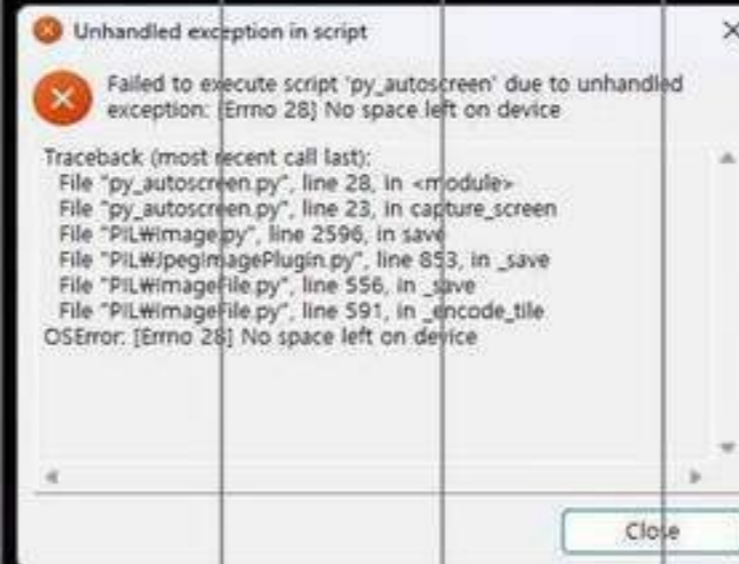 Unhandled exception in script
Failed to execute script 'py_autoscreen' due to unhandled
exception: [Errno 28] No space left on device
Traceback (most recent call last):
File "py_autoscreen.py", line 28, in <module>
File "py_autoscreen.py", line 23, in capture_screen
File "PIL₩Image.py", line 2596, in save
File "PIL₩JpegImagePlugin.py", line 853, in _save
File "PIL₩ImageFile.py", line 556, in _save
File "PIL₩ImageFile.py", line 591, in _encode_tile
OSError: [Errno 28] No space left on device
Close